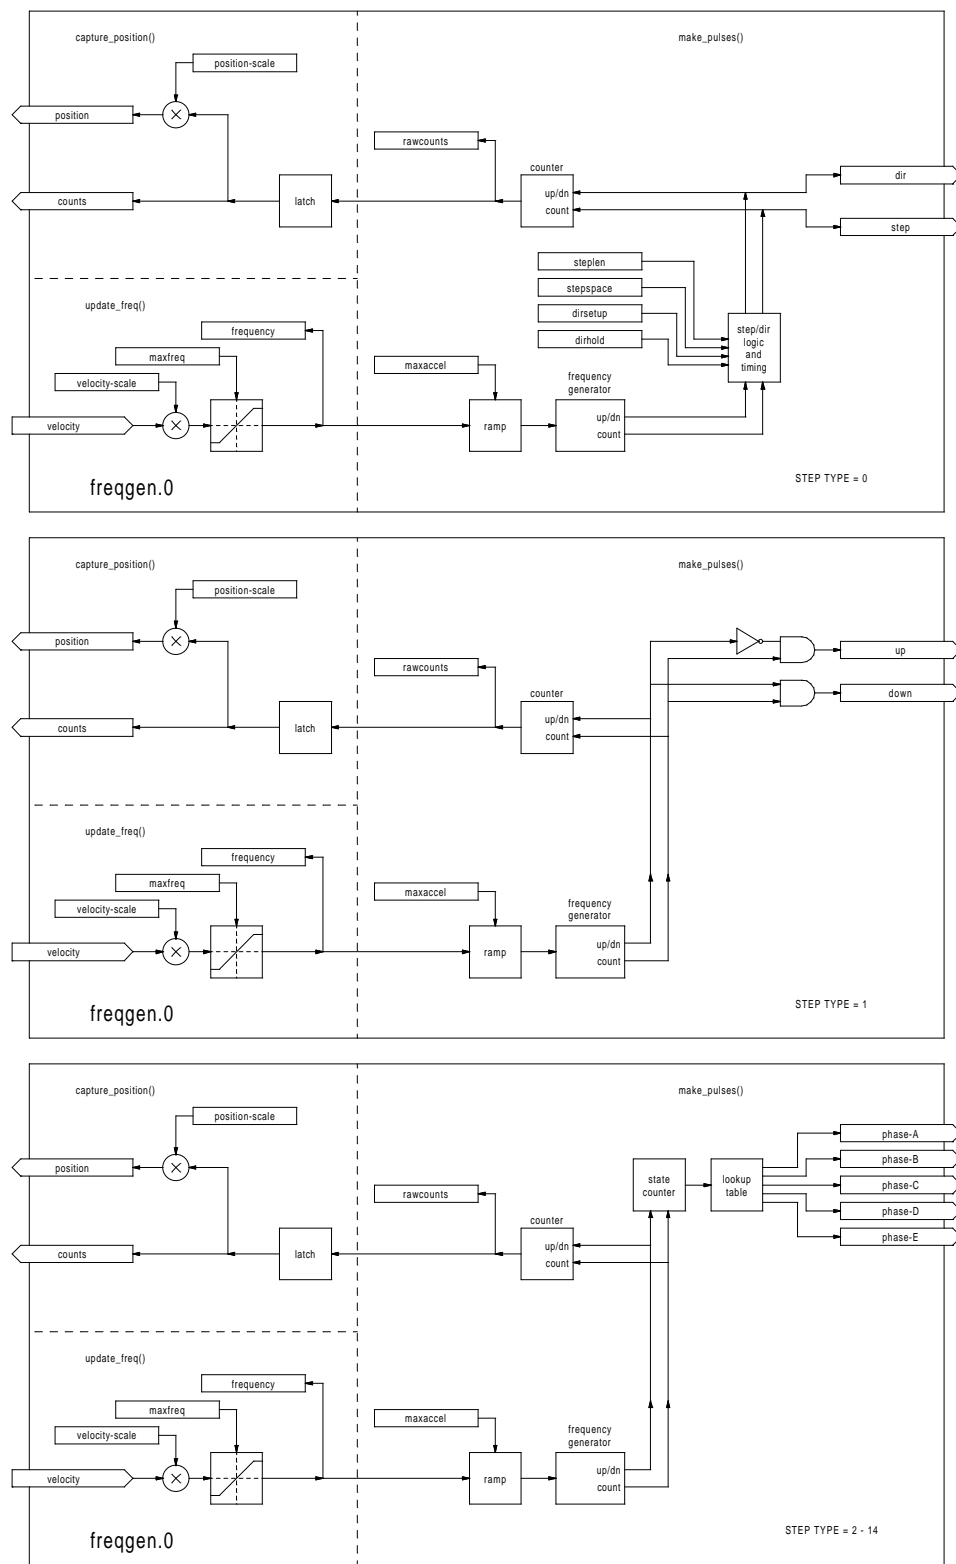 capture_position()
make_pulses()
position-scale
position
rawcounts
counter
up/dn
count
latch
counts
dir
step
steplen
stepspace
dirsetup
dirhold
step/dir
logic
and
timing
update_freq()
frequency
maxfreq
velocity-scale
velocity
maxaccel
ramp
frequency
generator
up/dn
count
freqgen.0
STEP TYPE = 0
capture_position()
make_pulses()
position-scale
position
rawcounts
counter
up/dn
count
latch
counts
up
down
update_freq()
frequency
maxfreq
velocity-scale
velocity
maxaccel
ramp
frequency
generator
up/dn
count
freqgen.0
STEP TYPE = 1
capture_position()
make_pulses()
position-scale
position
rawcounts
counter
up/dn
count
latch
counts
state
counter
lookup
table
phase-A
phase-B
phase-C
phase-D
phase-E
update_freq()
frequency
maxfreq
velocity-scale
velocity
maxaccel
ramp
frequency
generator
up/dn
count
freqgen.0
STEP TYPE = 2 - 14